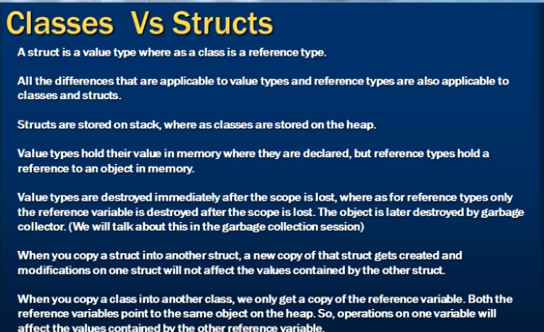 Classes Vs Structs
A struct is a value type where as a class is a reference type.
All the differences that are applicable to value types and reference types are also applicable to
classes and structs.
Structs are stored on stack, where as classes are stored on the heap.
Value types hold their value in memory where they are declared, but reference types hold a
reference to an object in memory.
Value types are destroyed immediately after the scope is lost, where as for reference types only
the reference variable is destroyed after the scope is lost. The object is later destroyed by garbage
collector. (We will talk about this in the garbage collection session)
When you copy a struct into another struct, a new copy of that struct gets created and
modifications on one struct will not affect the values contained by the other struct.
When you copy a class into another class, we only get a copy of the reference variable. Both the
reference variables point to the same object on the heap. So, operations on one variable will
affect the values contained by the other reference variable.